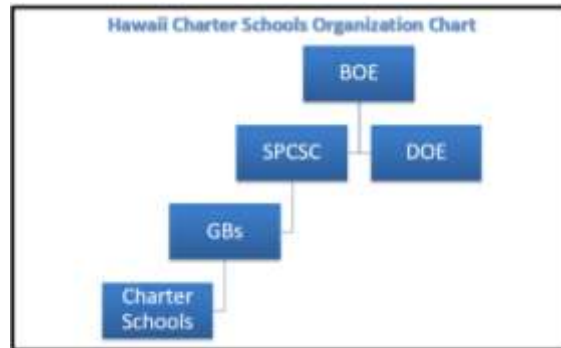 Hawaii Charter Schools Organization Chart
BOE
SPCSC
DOE
GBs
Charter
Schools